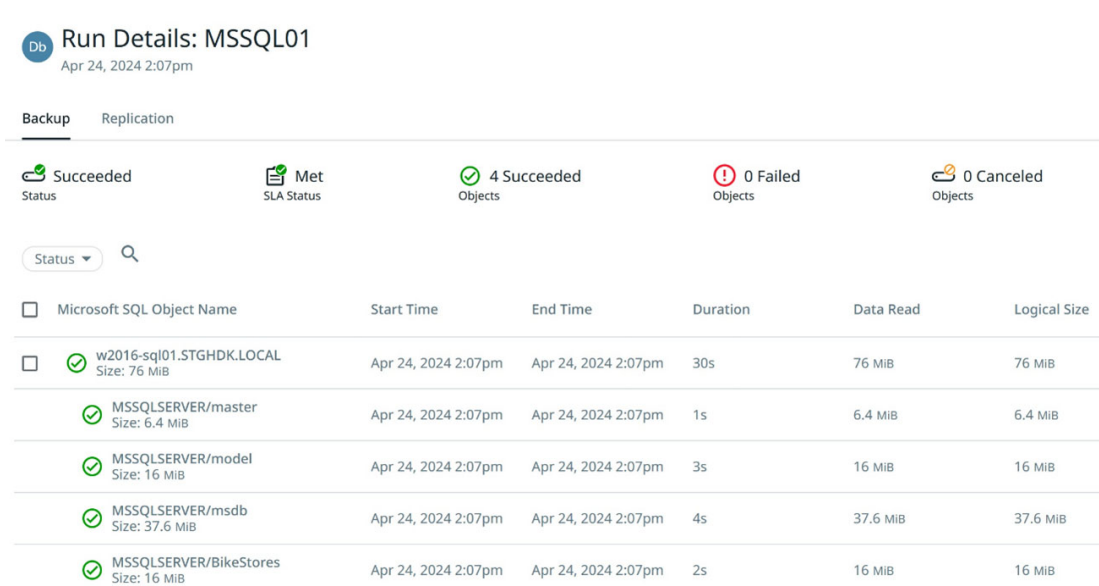 Db
Run Details: MSSQL01
Apr 24, 2024 2:07pm
Backup Replication
Succeeded Met 4 Succeeded 0 Failed 0 Canceled
Status SLA Status Objects Objects Objects
Status
Microsoft SQL Object Name Start Time End Time Duration Data Read Logical Size
w2016-sql01.STGHDK.LOCAL Apr 24, 2024 2:07pm Apr 24, 2024 2:07pm 30s 76 MiB 76 MiB
Size: 76 MiB
MSSQLSERVER/master Apr 24, 2024 2:07pm Apr 24, 2024 2:07pm 1s 6.4 MiB 6.4 MiB
Size: 6.4 MiB
MSSQLSERVER/model Apr 24, 2024 2:07pm Apr 24, 2024 2:07pm 3s 16 MiB 16 MiB
Size: 16 MiB
MSSQLSERVER/msdb Apr 24, 2024 2:07pm Apr 24, 2024 2:07pm 4s 37.6 MiB 37.6 MiB
Size: 37.6 MiB
MSSQLSERVER/BikeStores Apr 24, 2024 2:07pm Apr 24, 2024 2:07pm 2s 16 MiB 16 MiB
Size: 16 MiB